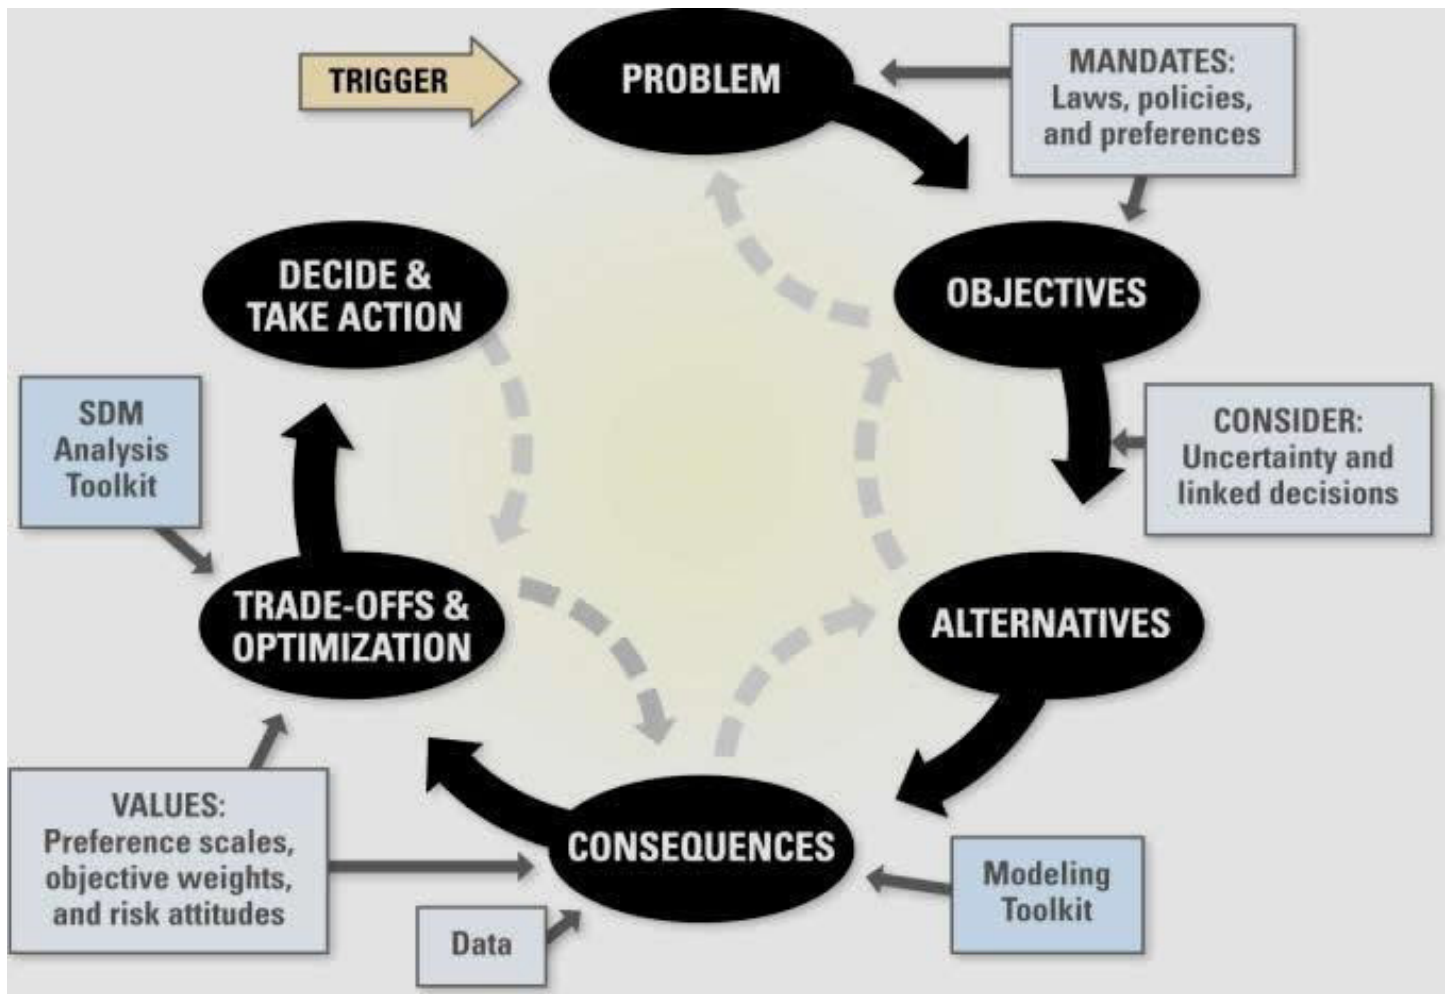 TRIGGER
PROBLEM
MANDATES:
Laws, policies,
and preferences
DECIDE &
TAKE ACTION
OBJECTIVES
SDM
Analysis
Toolkit
CONSIDER:
Uncertainty and
linked decisions
TRADE-OFFS &
OPTIMIZATION
ALTERNATIVES
VALUES:
Preference scales,
objective weights,
and risk attitudes
CONSEQUENCES
Modeling
Toolkit
Data